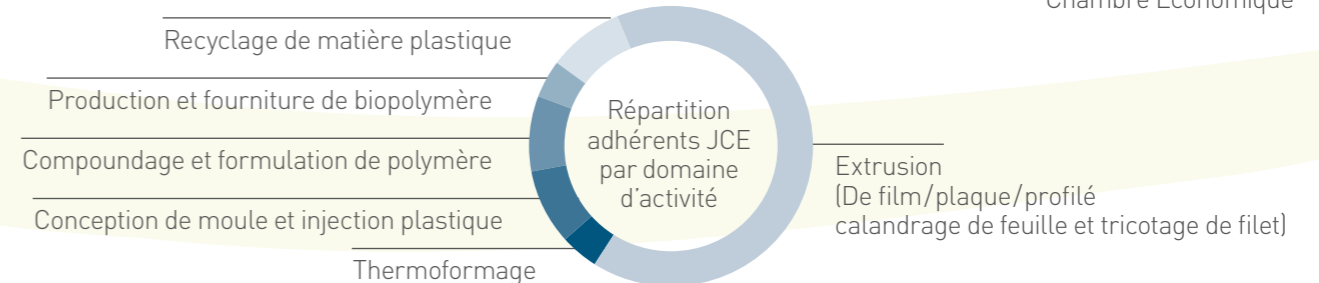 Chambre Économique
Recyclage de matière plastique
Production et fourniture de biopolymère
Compoundage et formulation de polymère
Conception de moule et injection plastique
Thermoformage
Répartition
adhérents JCE
par domaine
d'activité
Extrusion
(De film/plaque/profilé
calandrage de feuille et tricotage de filet)